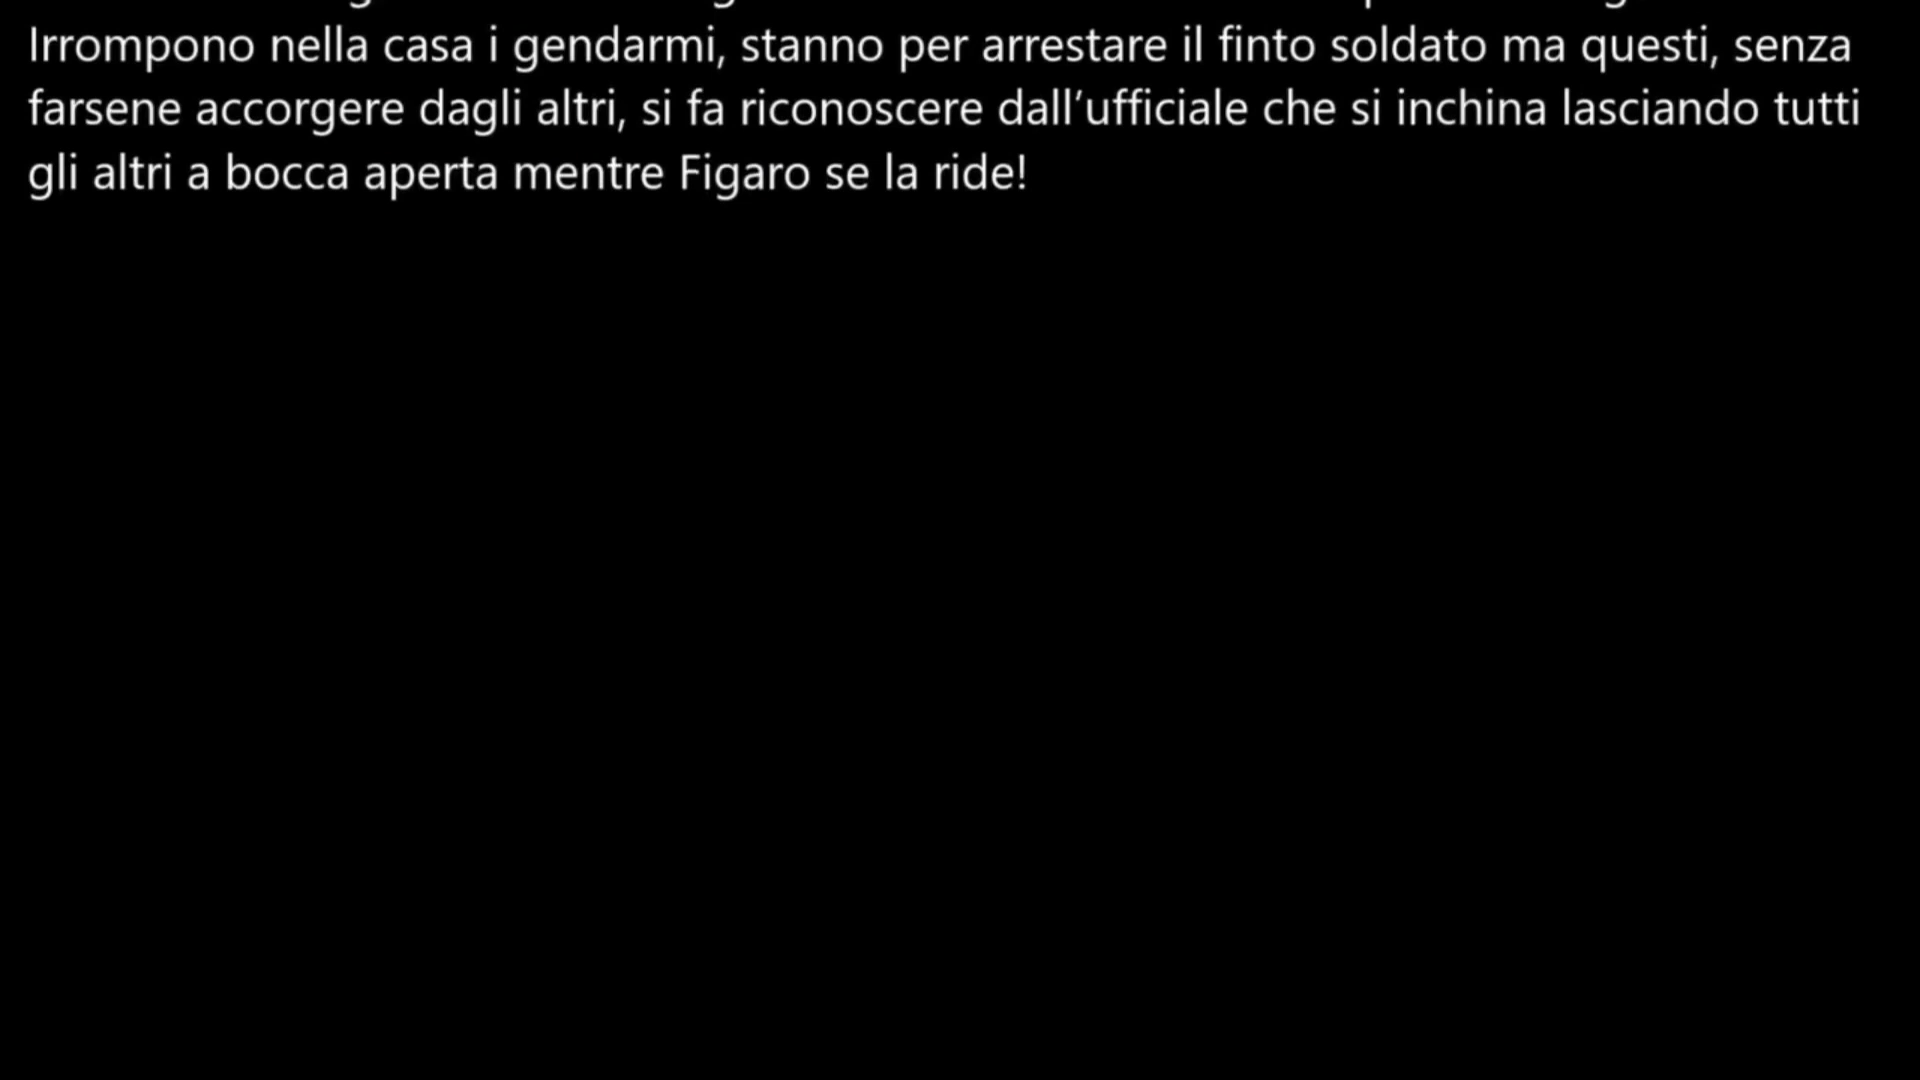 Irrompono nella casa i gendarmi, stanno per arrestare il finto soldato ma questi, senza
farsene accorgere dagli altri, si fa riconoscere dall’ufficiale che si inchina lasciando tutti
gli altri a bocca aperta mentre Figaro se la ride!